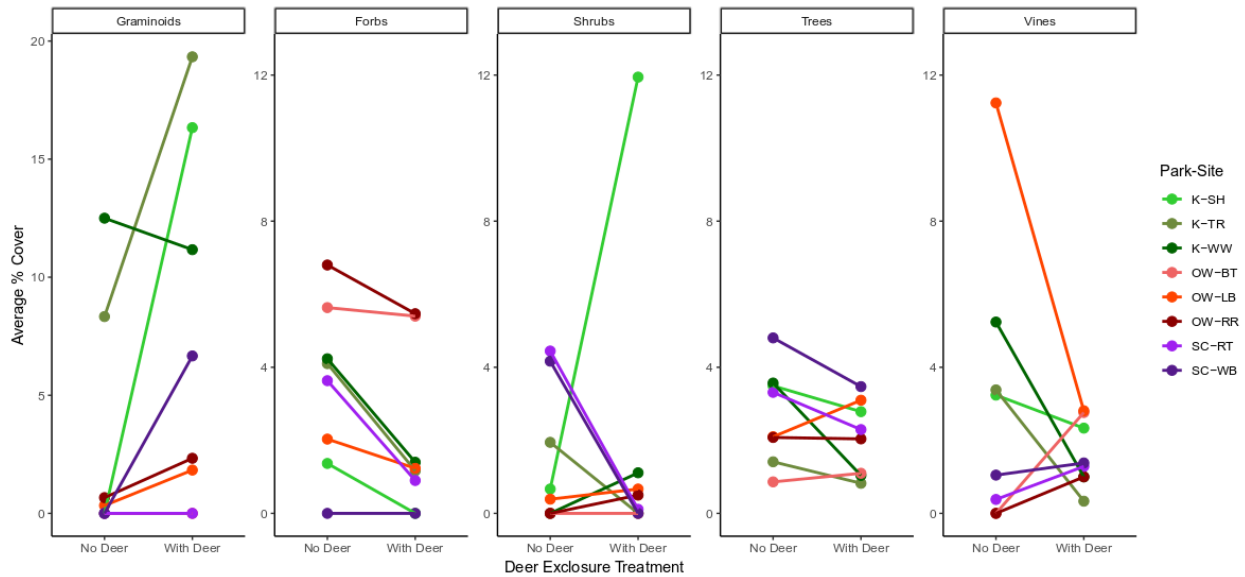 Graminoids
Forbs
Shrubs
Trees
Vines
Average % Cover
20
15
10
5
0
12
8
4
0
12
8
4
0
12
8
4
0
12
8
4
0
No Deer With Deer
No Deer With Deer
No Deer With Deer
No Deer With Deer
No Deer With Deer
Deer Exclosure Treatment
Park−Site
K−SH
K−TR
K−WW
OW−BT
OW−LB
OW−RR
SC−RT
SC−WB